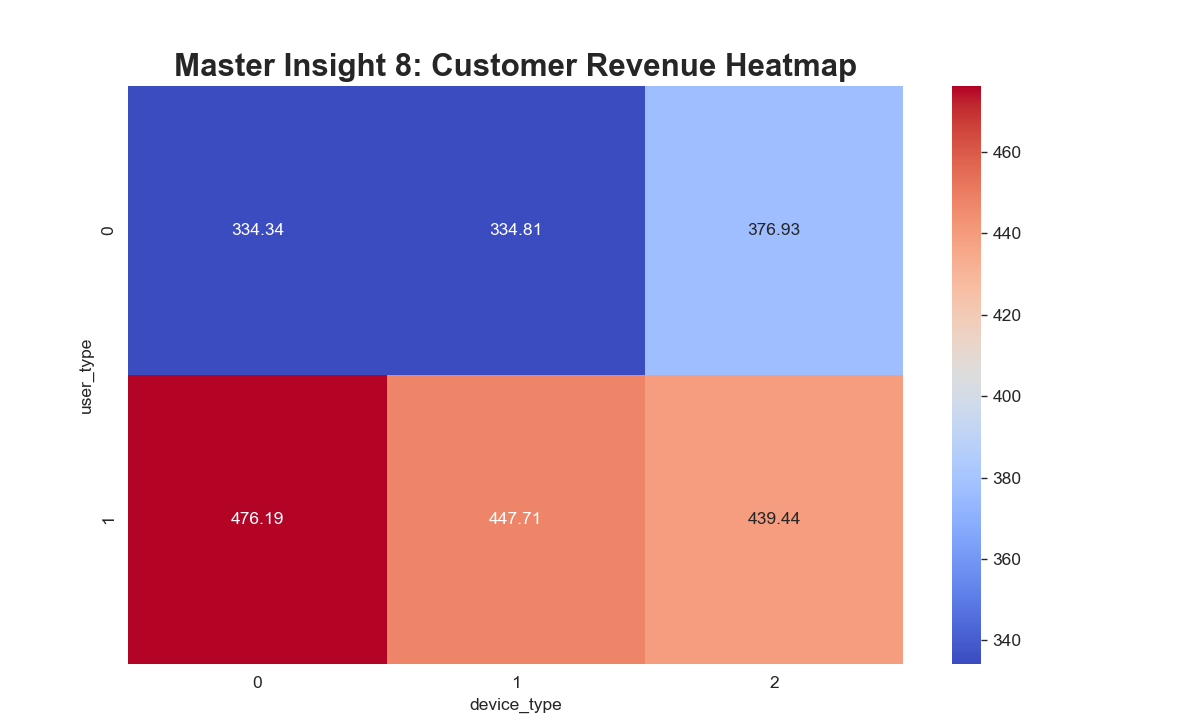 Master Insight 8: Customer Revenue Heatmap
user_type
0
334.34 334.81 376.93
1
476.19 447.71 439.44
0 1 2
device_type
460
440
420
400
380
360
340